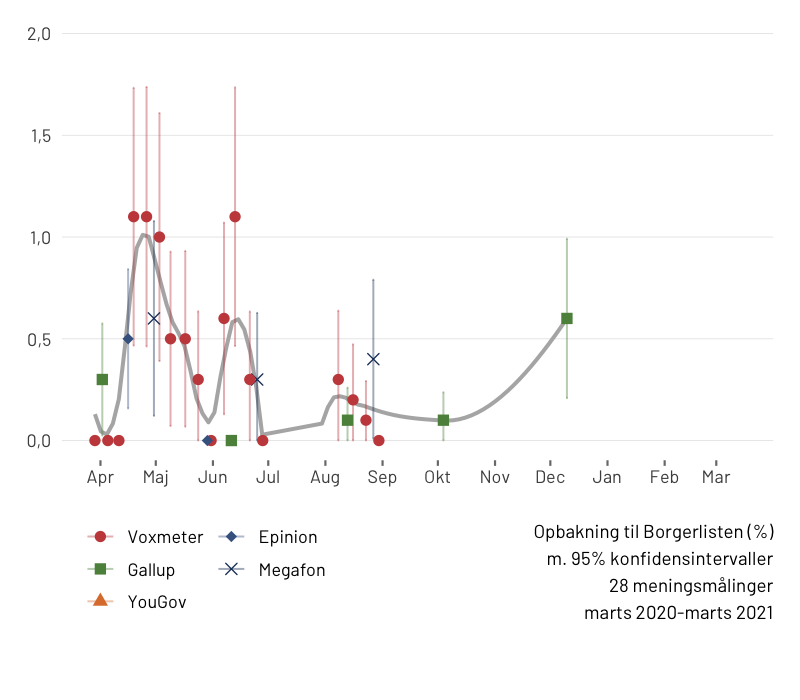 2,0
1,5
1,0
0,5
0,0
Apr Maj Jun Jul Aug Sep Okt Nov Dec Jan Feb Mar
Voxmeter Epinion
Gallup Megafon
YouGov
Opbakning til Borgerlisten (%)
m. 95% konfidensintervaller
28 meningsmålinger
marts 2020-marts 2021